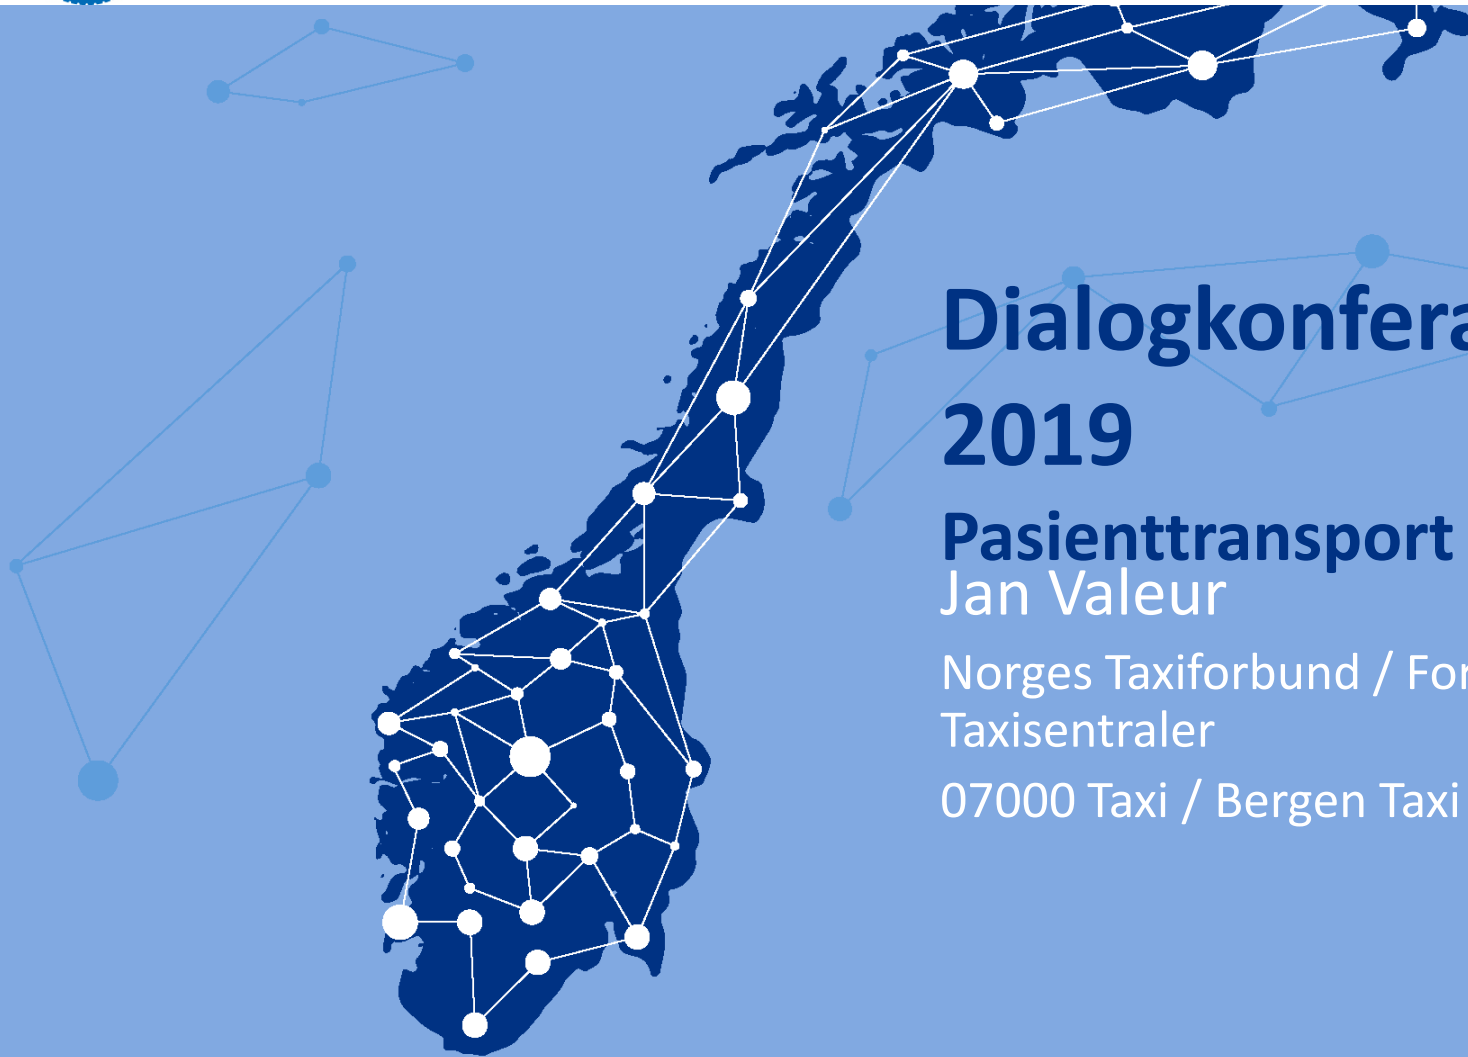 Dialogkonfera
2019
Pasienttransport
Jan Valeur
Norges Taxiforbund / For
Taxisentraler
07000 Taxi / Bergen Taxi